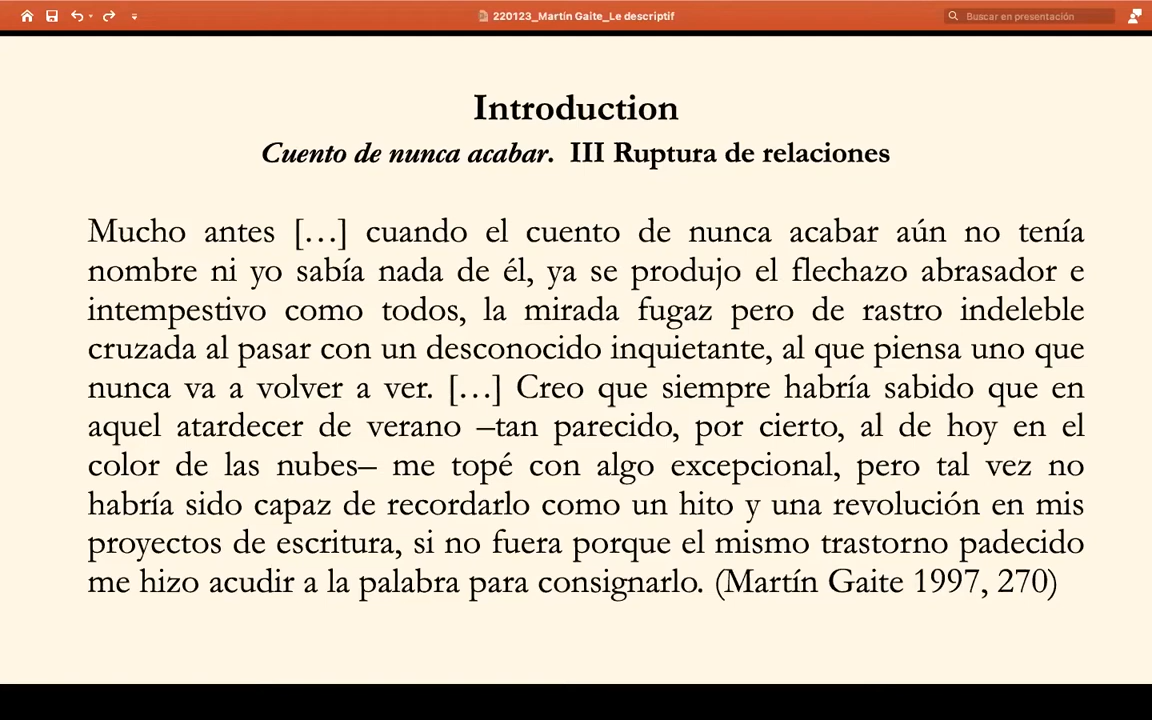 220123_Martín Gaite_Le descriptif
Buscar en presentación
Introduction
Cuento de nunca acabar. III Ruptura de relaciones
Mucho antes […] cuando el cuento de nunca acabar aún no tenía
nombre ni yo sabía nada de él, ya se produjo el flechazo abrasador e
intempestivo como todos, la mirada fugaz pero de rastro indeleble
cruzada al pasar con un desconocido inquietante, al que piensa uno que
nunca va a volver a ver. […] Creo que siempre habría sabido que en
aquel atardecer de verano –tan parecido, por cierto, al de hoy en el
color de las nubes– me topé con algo excepcional, pero tal vez no
habría sido capaz de recordarlo como un hito y una revolución en mis
proyectos de escritura, si no fuera porque el mismo trastorno padecido
me hizo acudir a la palabra para consignarlo. (Martín Gaite 1997, 270)